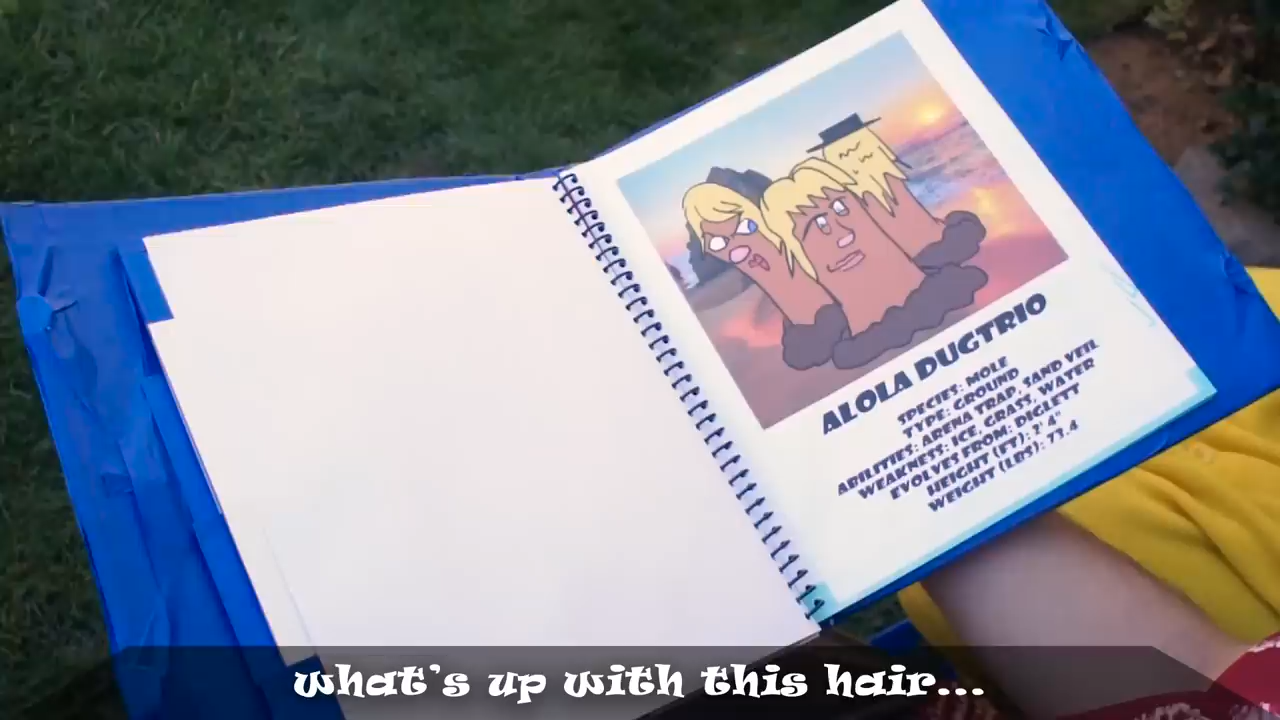 ALOLA DUGTRIO
SPECIES: MOLE
TYPE: GROUND
ABILITIES: ARENA TRAP, SAND VEIL
WEAKNESS: ICE, GRASS, WATER
EVOLVES FROM: DIGLETT
HEIGHT (FT): 2' 4"
WEIGHT (LBS): 73.4
what's up with this hair...